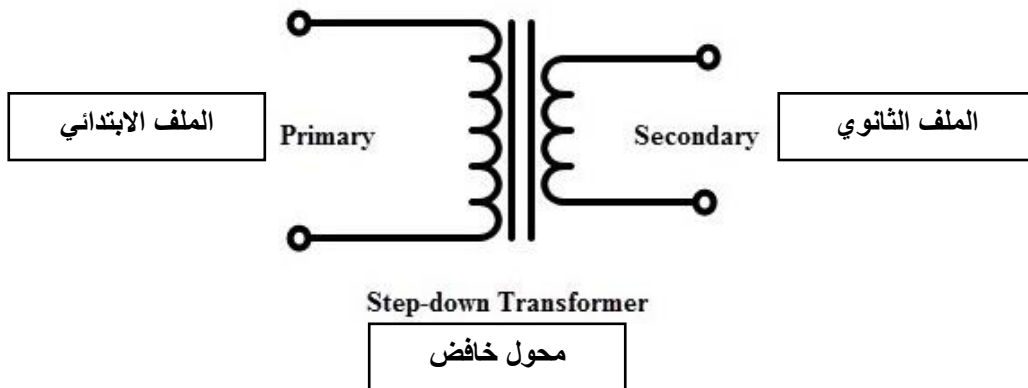 الملف الابتدائي
Primary
Secondary
الملف الثانوي
Step-down Transformer
محول خافض